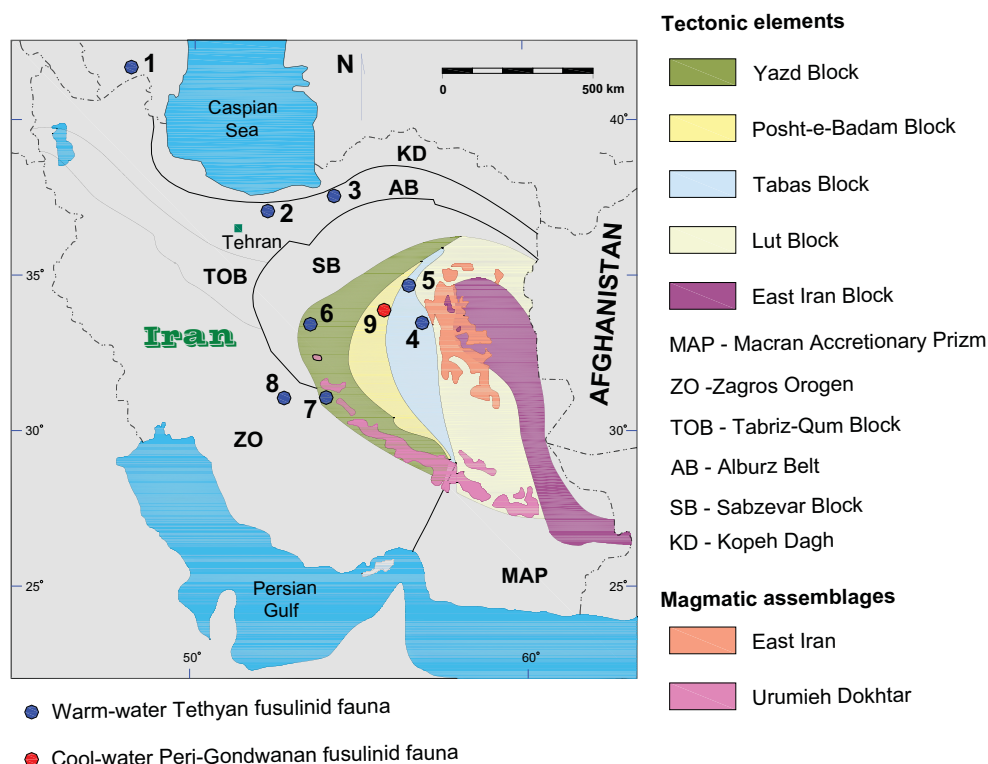 1
N
0
500 km
Caspian
Sea
40°
KD
AB
3
2
Tehran
TOB
SB
35°
5
6
9
4
Iran
AFGHANISTAN
8
7
ZO
30°
25°
MAP
Persian
Gulf
50°
60°
Warm-water Tethyan fusulinid fauna
Cool-water Peri-Gondwanan fusulinid fauna
Tectonic elements
Yazd Block
Posht-e-Badam Block
Tabas Block
Lut Block
East Iran Block
MAP - Macran Accretionary Prizm
ZO -Zagros Orogen
TOB - Tabriz-Qum Block
AB - Alburz Belt
SB - Sabzevar Block
KD - Kopeh Dagh
Magmatic assemblages
East Iran
Urumieh Dokhtar
35°
30°
25°